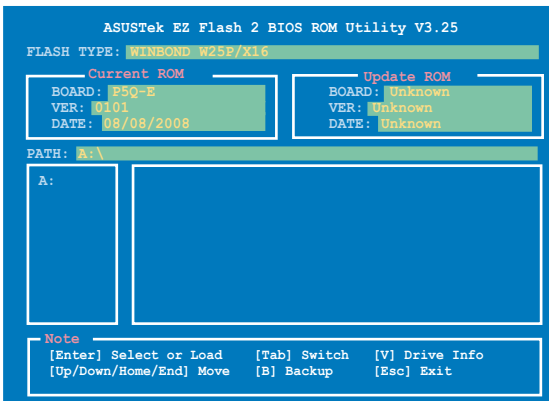 ASUSTek EZ Flash 2 BIOS ROM Utility V3.25
FLASH TYPE: WINBOND W25P/X16
Current ROM
BOARD: P5Q-E
VER: 0101
DATE: 08/08/2008
Update ROM
BOARD: Unknown
VER: Unknown
DATE: Unknown
PATH: A:\
A:
Note
[Enter] Select or Load [Tab] Switch [V] Drive Info
[Up/Down/Home/End] Move [B] Backup [Esc] Exit